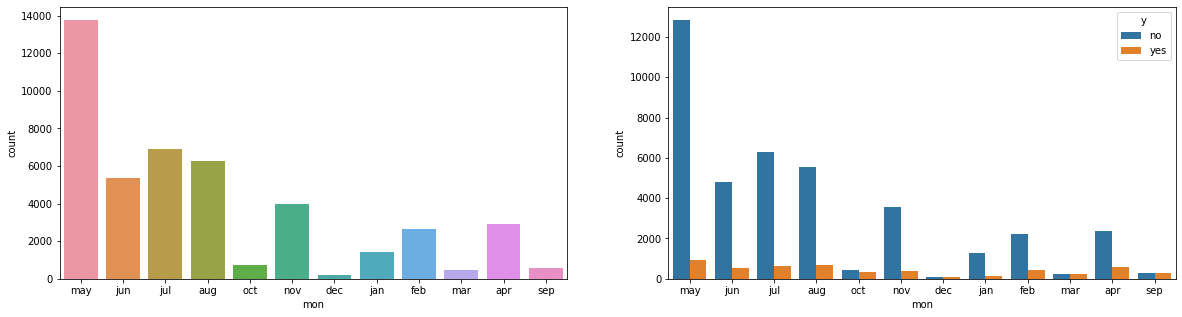 14000
12000
10000
8000
6000
4000
2000
0
count
may jun jul aug oct nov dec jan feb mar apr sep
mon
12000
10000
8000
6000
4000
2000
0
count
may jun jul aug oct nov dec jan feb mar apr sep
mon
y
no
yes